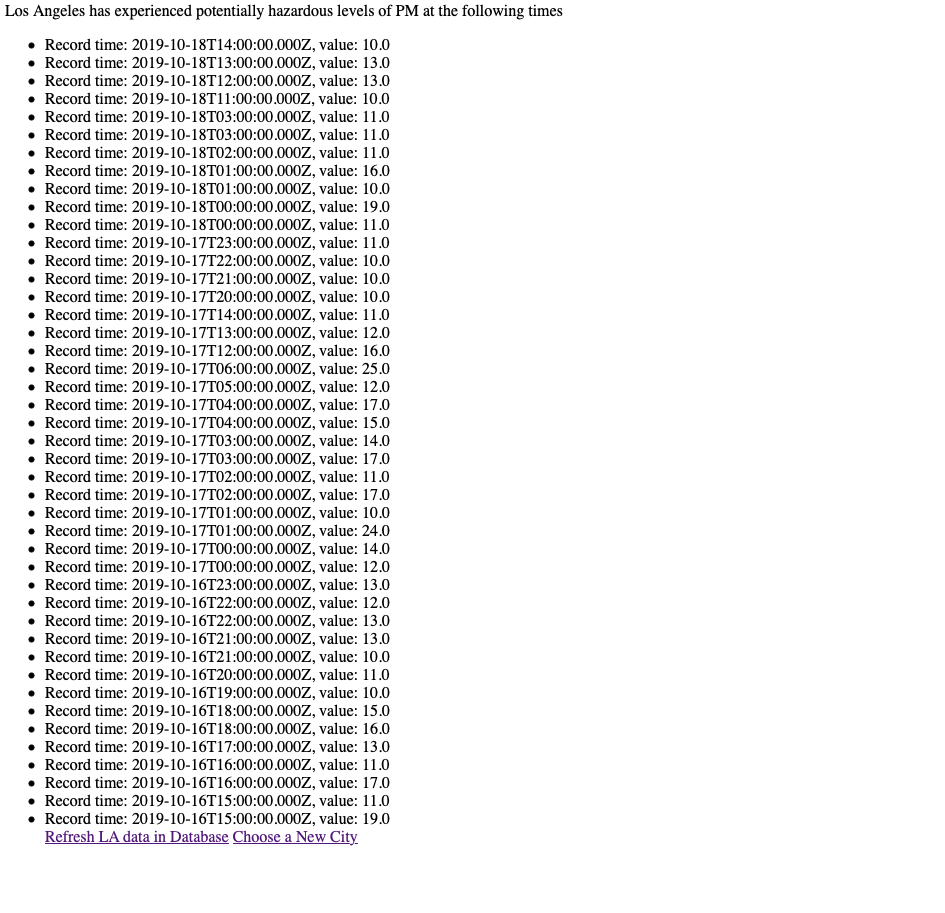 Los Angeles has experienced potentially hazardous levels of PM at the following times
Record time: 2019-10-18T14:00:00.000Z, value: 10.0
Record time: 2019-10-18T13:00:00.000Z, value: 13.0
Record time: 2019-10-18T12:00:00.000Z, value: 13.0
Record time: 2019-10-18T11:00:00.000Z, value: 10.0
Record time: 2019-10-18T03:00:00.000Z, value: 11.0
Record time: 2019-10-18T03:00:00.000Z, value: 11.0
Record time: 2019-10-18T02:00:00.000Z, value: 11.0
Record time: 2019-10-18T01:00:00.000Z, value: 16.0
Record time: 2019-10-18T01:00:00.000Z, value: 10.0
Record time: 2019-10-18T00:00:00.000Z, value: 19.0
Record time: 2019-10-18T00:00:00.000Z, value: 11.0
Record time: 2019-10-17T23:00:00.000Z, value: 11.0
Record time: 2019-10-17T22:00:00.000Z, value: 10.0
Record time: 2019-10-17T21:00:00.000Z, value: 10.0
Record time: 2019-10-17T20:00:00.000Z, value: 10.0
Record time: 2019-10-17T14:00:00.000Z, value: 11.0
Record time: 2019-10-17T13:00:00.000Z, value: 12.0
Record time: 2019-10-17T12:00:00.000Z, value: 16.0
Record time: 2019-10-17T06:00:00.000Z, value: 25.0
Record time: 2019-10-17T05:00:00.000Z, value: 12.0
Record time: 2019-10-17T04:00:00.000Z, value: 17.0
Record time: 2019-10-17T04:00:00.000Z, value: 15.0
Record time: 2019-10-17T03:00:00.000Z, value: 14.0
Record time: 2019-10-17T03:00:00.000Z, value: 17.0
Record time: 2019-10-17T02:00:00.000Z, value: 11.0
Record time: 2019-10-17T02:00:00.000Z, value: 17.0
Record time: 2019-10-17T01:00:00.000Z, value: 10.0
Record time: 2019-10-17T01:00:00.000Z, value: 24.0
Record time: 2019-10-17T00:00:00.000Z, value: 14.0
Record time: 2019-10-17T00:00:00.000Z, value: 12.0
Record time: 2019-10-16T23:00:00.000Z, value: 13.0
Record time: 2019-10-16T22:00:00.000Z, value: 12.0
Record time: 2019-10-16T22:00:00.000Z, value: 13.0
Record time: 2019-10-16T21:00:00.000Z, value: 13.0
Record time: 2019-10-16T21:00:00.000Z, value: 10.0
Record time: 2019-10-16T20:00:00.000Z, value: 11.0
Record time: 2019-10-16T19:00:00.000Z, value: 10.0
Record time: 2019-10-16T18:00:00.000Z, value: 15.0
Record time: 2019-10-16T18:00:00.000Z, value: 16.0
Record time: 2019-10-16T17:00:00.000Z, value: 13.0
Record time: 2019-10-16T16:00:00.000Z, value: 11.0
Record time: 2019-10-16T16:00:00.000Z, value: 17.0
Record time: 2019-10-16T15:00:00.000Z, value: 11.0
Record time: 2019-10-16T15:00:00.000Z, value: 19.0
Refresh LA data in Database Choose a New City